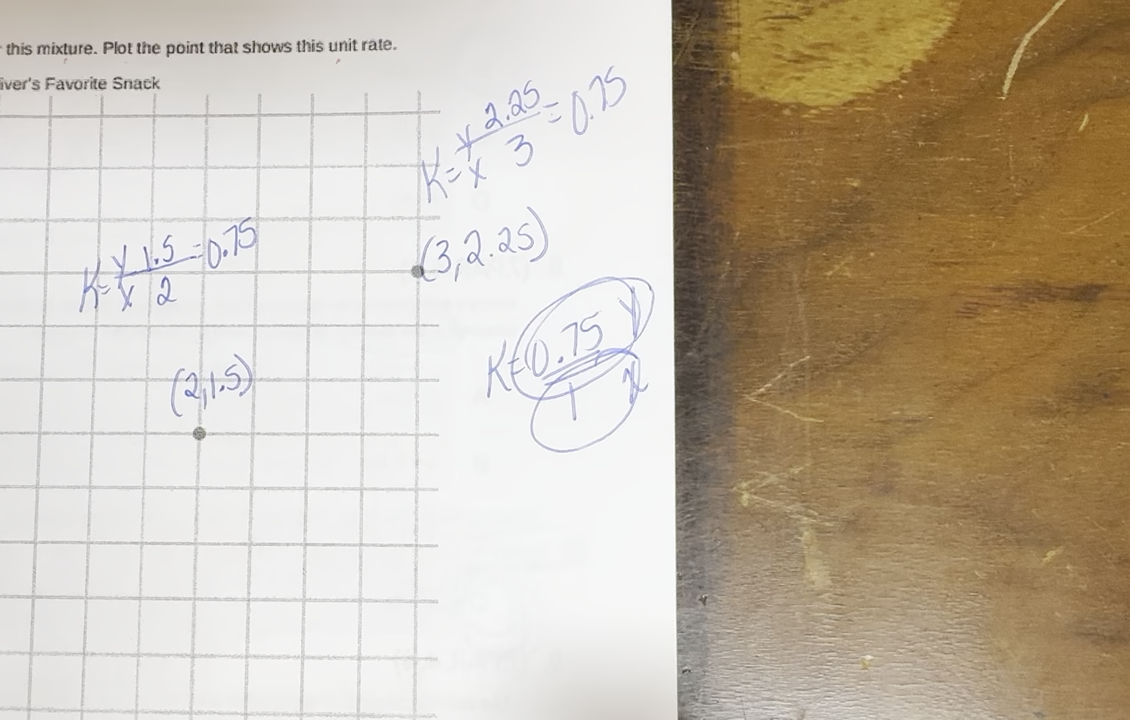 this mixture. Plot the point that shows this unit rate.
iver's Favorite Snack
K= y/x 2.25/3 = 0.75
K= y/x 1.5/2 = 0.75
(3, 2.25)
K= 0.75/1 y/x
(2, 1.5)